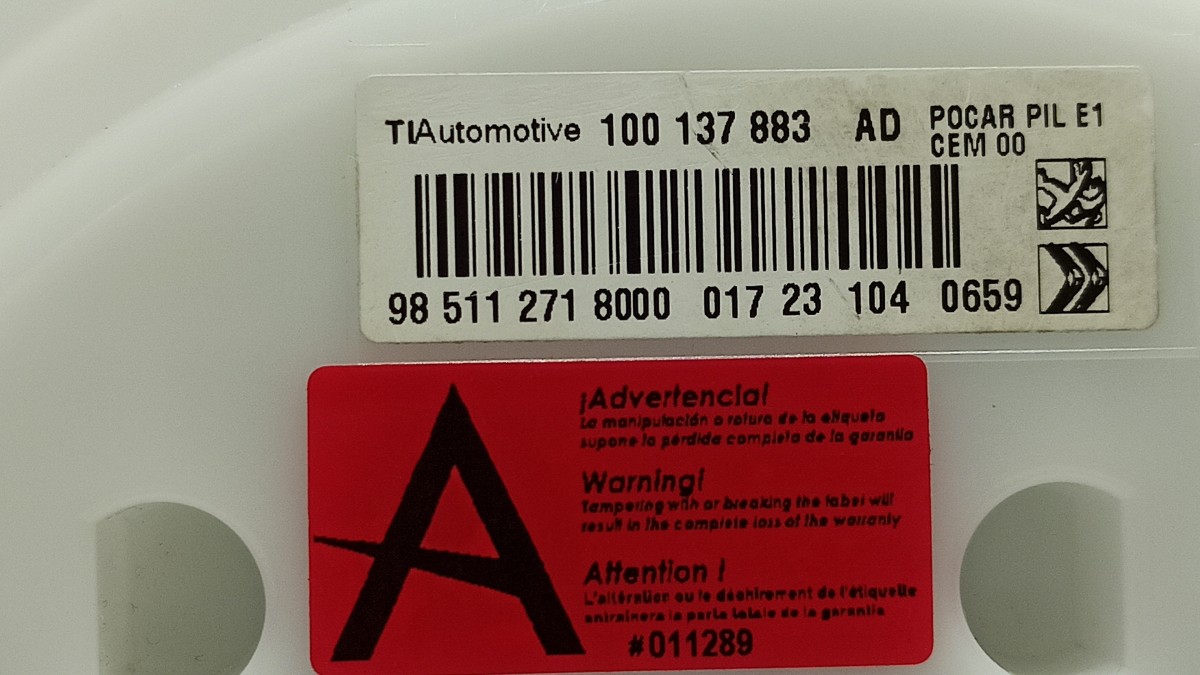 TIAutomotive 100 137 883 AD POCAR PIL E1
CEM 00
98 511 271 8000 017 23 104 0659
¡Advertencia!
La manipulación o rotura de la etiqueta
supone la pérdida completa de la garantía
Warning!
Tampering with or breaking the label will
result in the complete loss of the warranty
Attention !
L'altération ou le déchirement de l'étiquette
entraînera la perte totale de la garantie
#011289